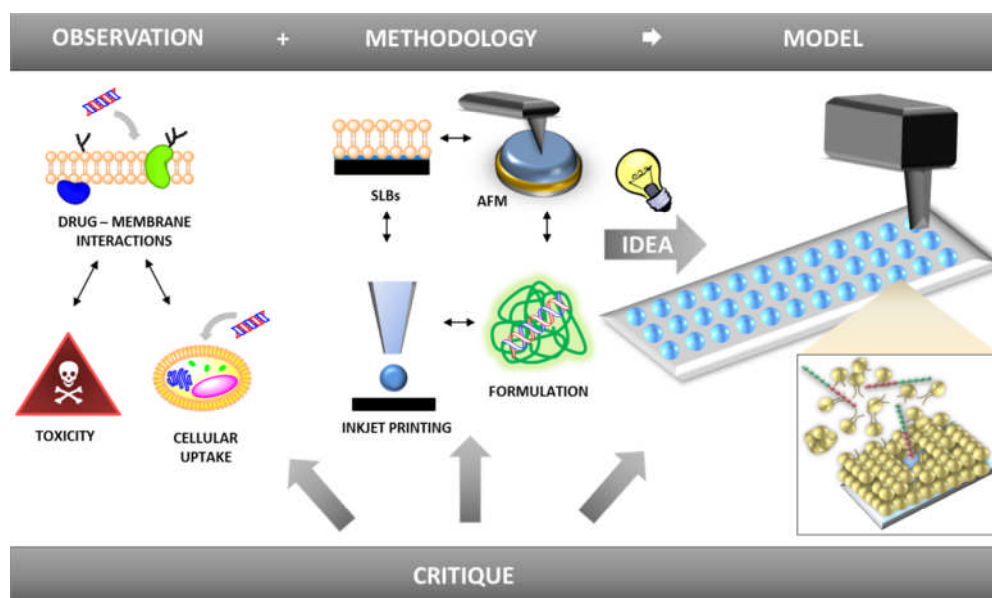 OBSERVATION + METHODOLOGY MODEL
DRUG – MEMBRANE
INTERACTIONS
TOXICITY
CELLULAR
UPTAKE
SLBs
AFM
INKJET PRINTING
FORMULATION
IDEA
CRITIQUE